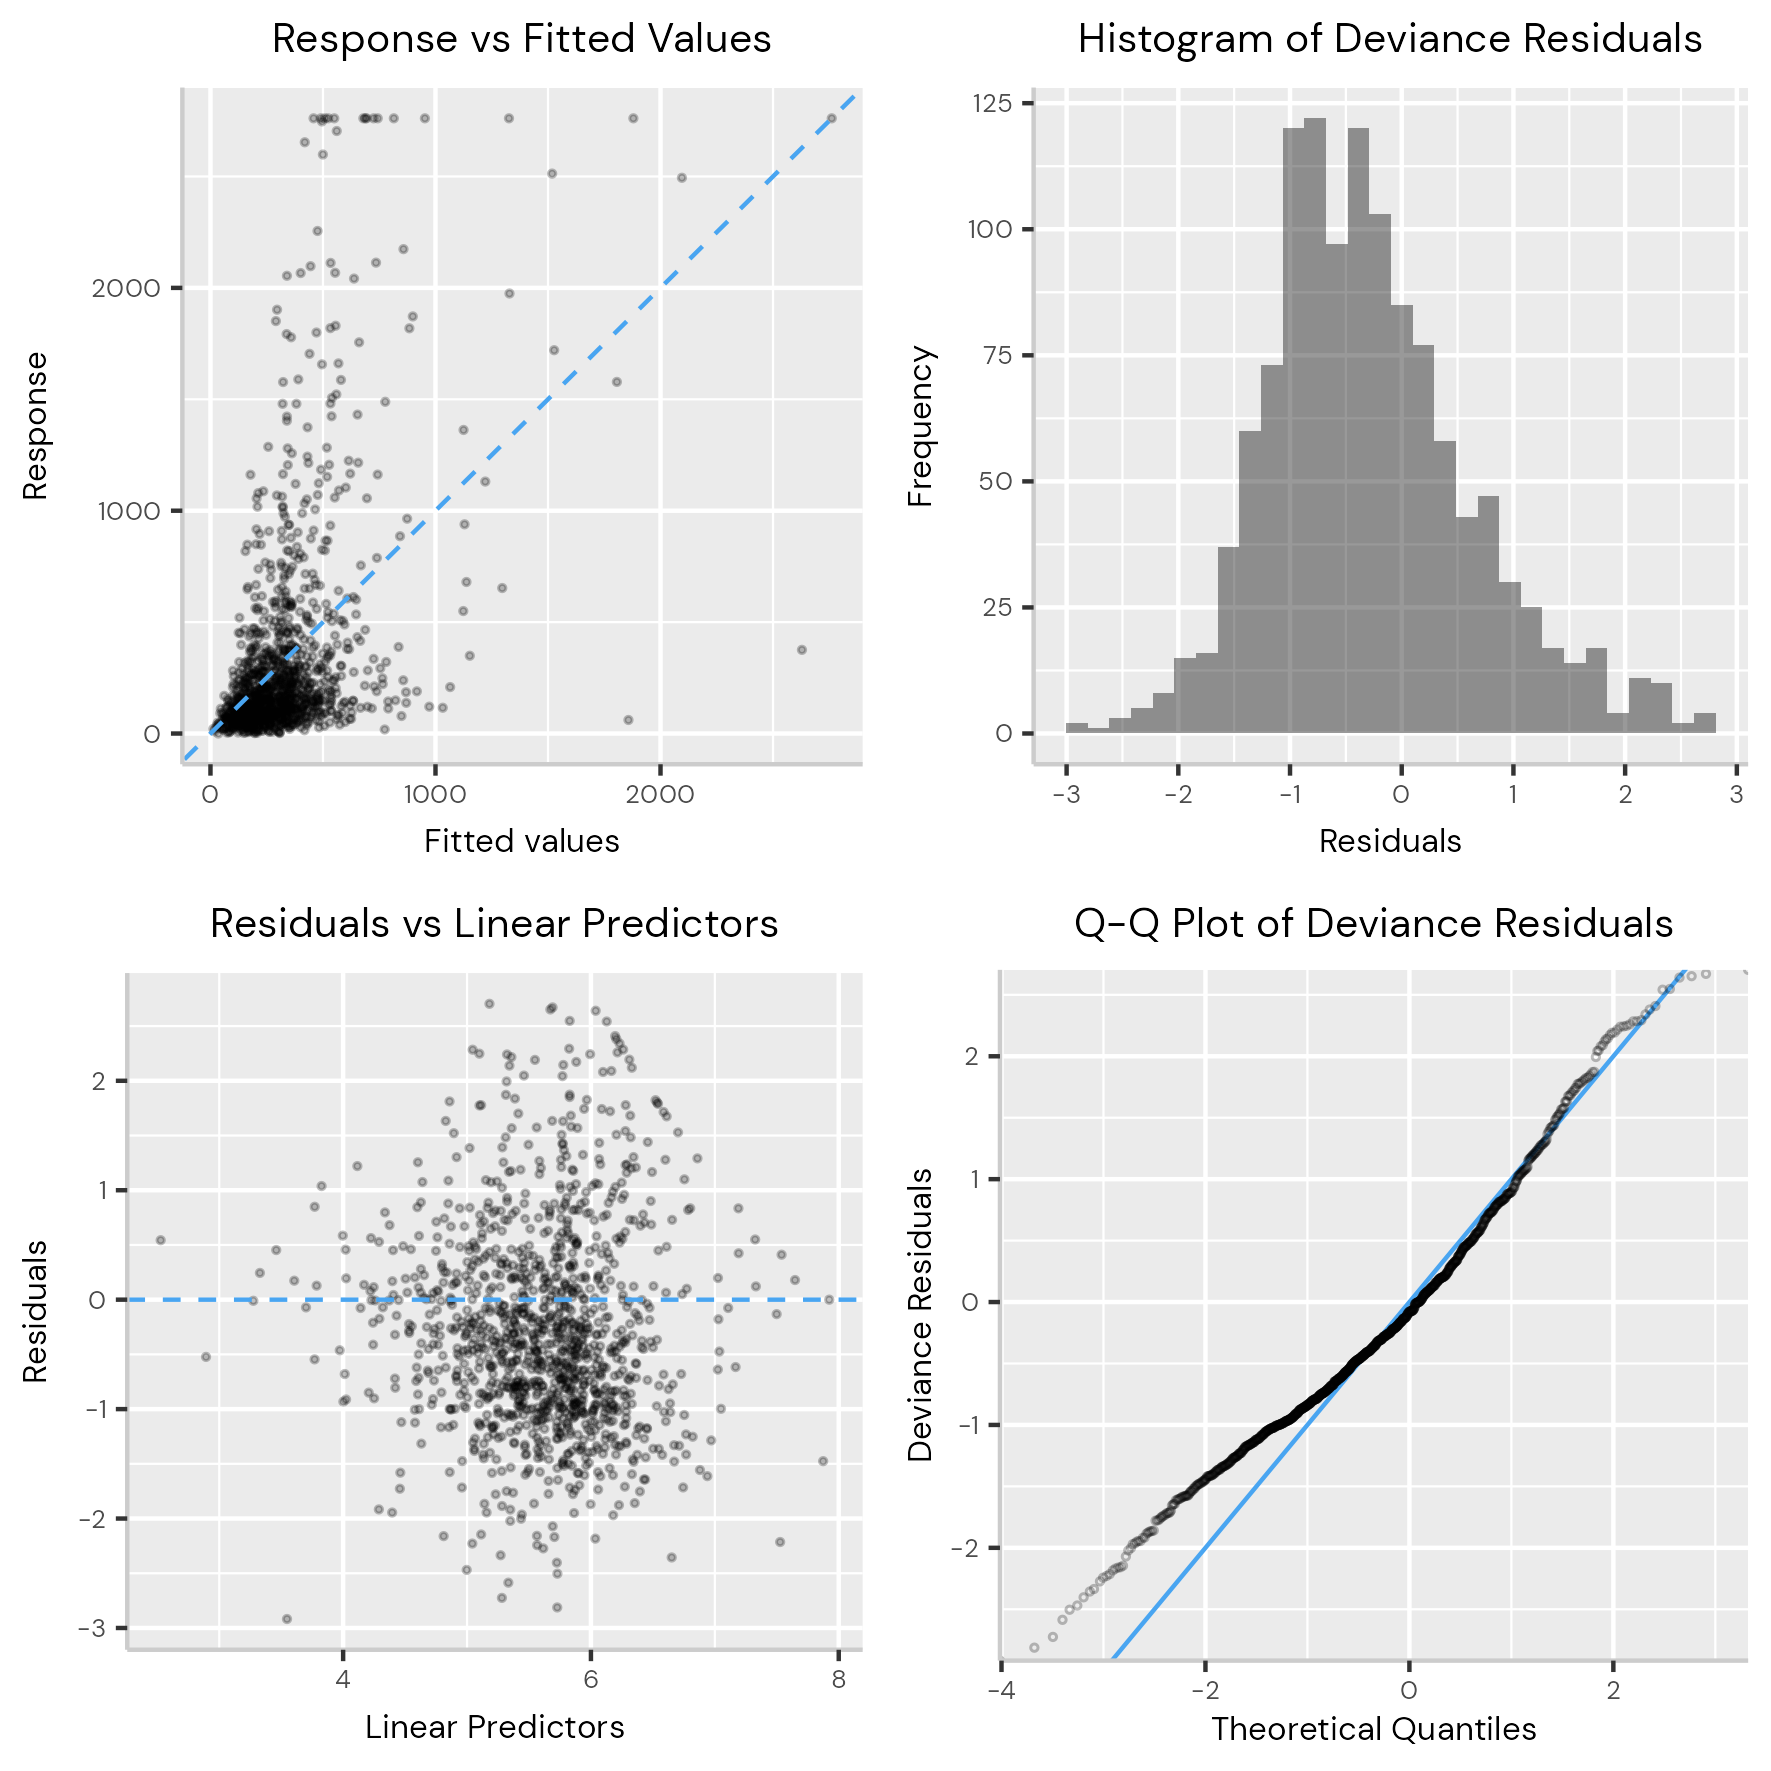 Response vs Fitted Values
Response
2000
1000
0
0 1000 2000
Fitted values
Histogram of Deviance Residuals
Frequency
125
100
75
50
25
0
-3 -2 -1 0 1 2 3
Residuals
Residuals vs Linear Predictors
Residuals
2
1
0
-1
-2
-3
4 6 8
Linear Predictors
Q-Q Plot of Deviance Residuals
Deviance Residuals
2
1
0
-1
-2
-4 -2 0 2
Theoretical Quantiles